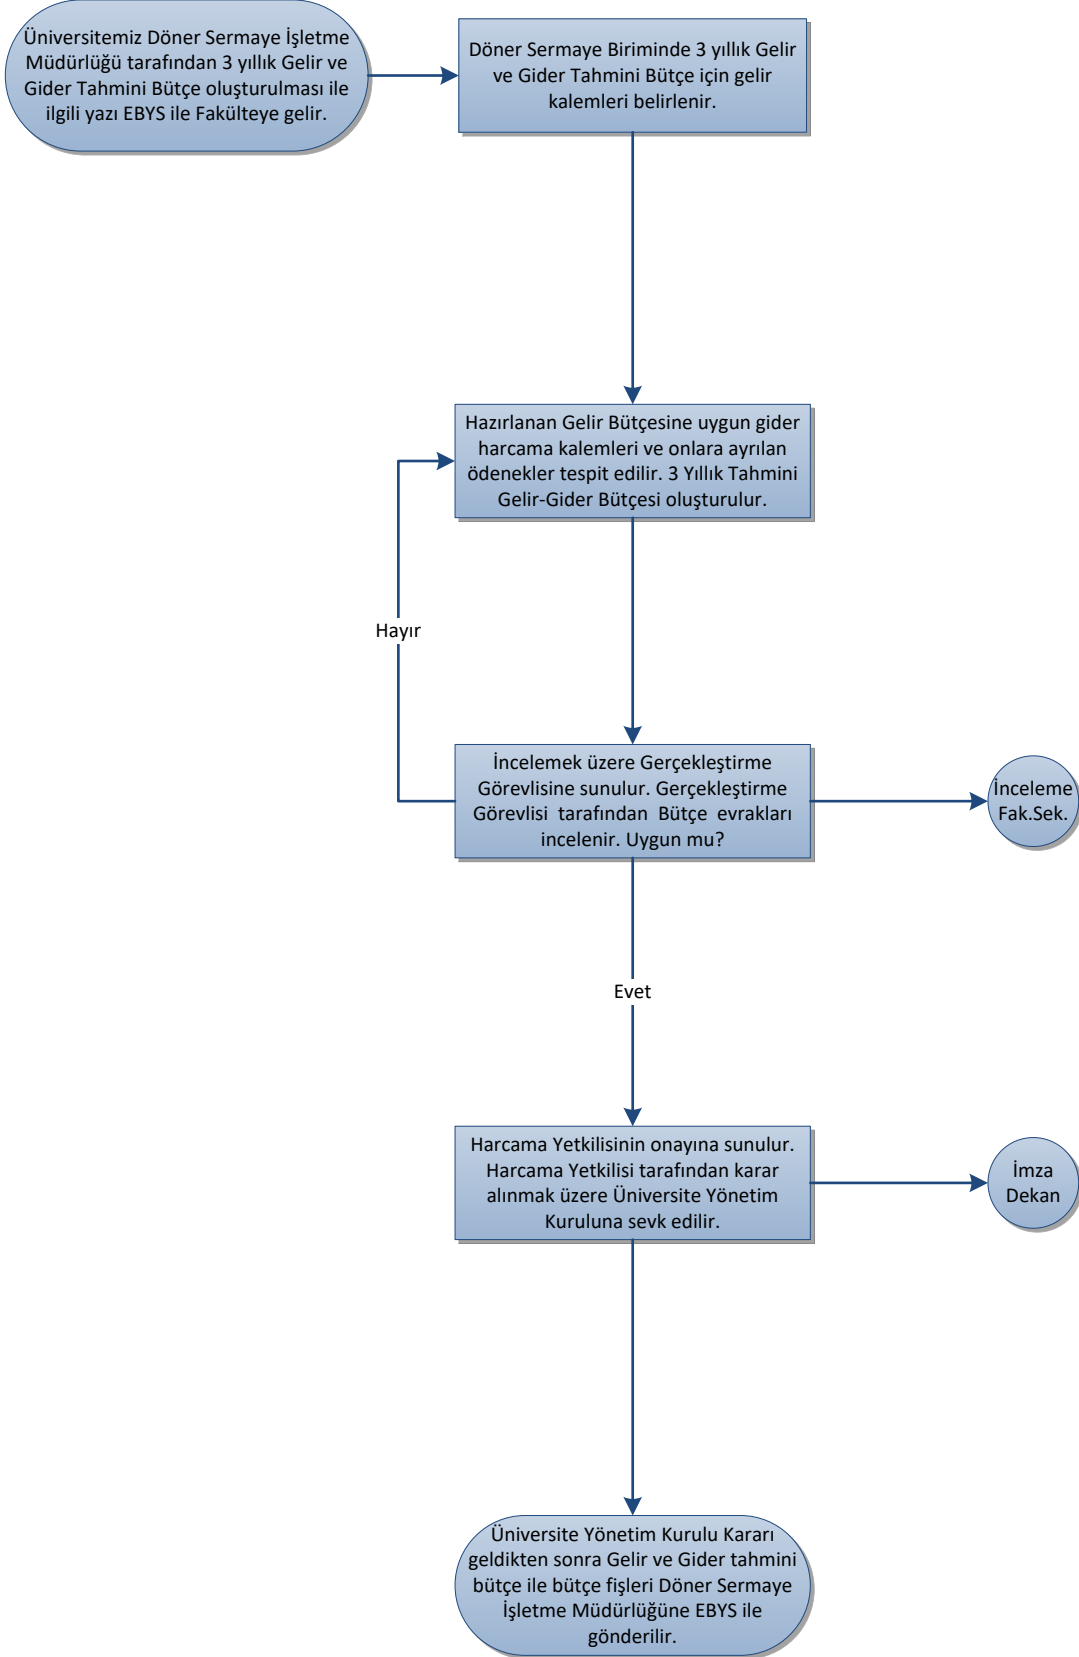 Üniversitemiz Döner Sermaye İşletme
Müdürlüğü tarafından 3 yıllık Gelir ve
Gider Tahmini Bütçe oluşturulması ile
ilgili yazı EBYS ile Fakülteye gelir.
Döner Sermaye Biriminde 3 yıllık Gelir
ve Gider Tahmini Bütçe için gelir
kalemleri belirlenir.
Hazırlanan Gelir Bütçesine uygun gider
harcama kalemleri ve onlara ayrılan
ödenekler tespit edilir. 3 Yıllık Tahmini
Gelir-Gider Bütçesi oluşturulur.
Hayır
İncelemek üzere Gerçekleştirme
Görevlisine sunulur. Gerçekleştirme
Görevlisi tarafından Bütçe evrakları
incelenir. Uygun mu?
İnceleme
Fak.Sek.
Evet
Harcama Yetkilisinin onayına sunulur.
Harcama Yetkilisi tarafından karar
alınmak üzere Üniversite Yönetim
Kuruluna sevk edilir.
İmza
Dekan
Üniversite Yönetim Kurulu Kararı
geldikten sonra Gelir ve Gider tahmini
bütçe ile bütçe fişleri Döner Sermaye
İşletme Müdürlüğüne EBYS ile
gönderilir.